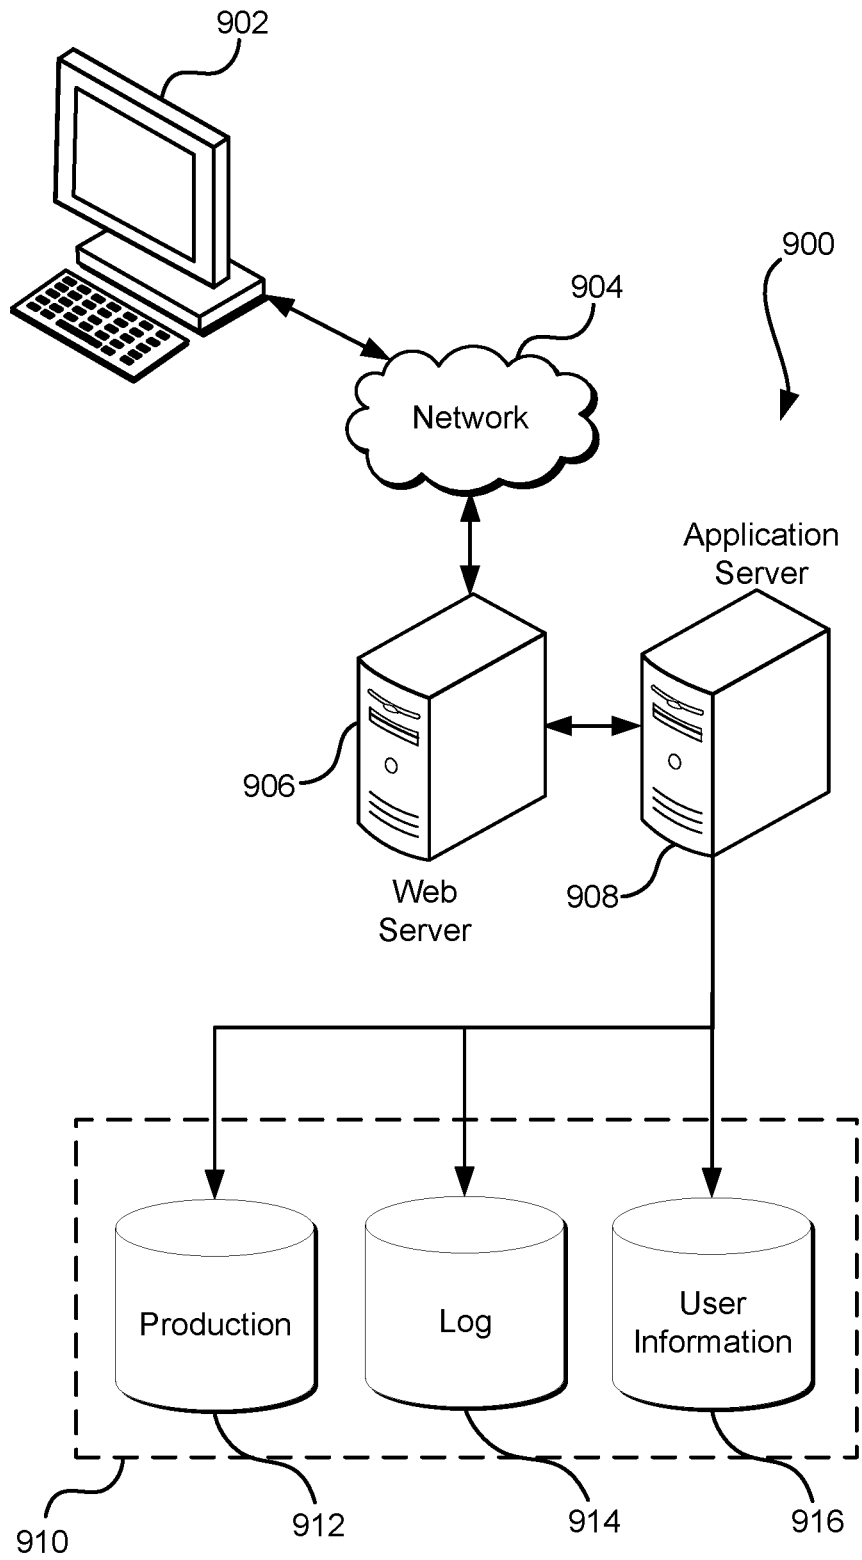 902
900
904
Network
Application
Server
906
908
Web
Server
Production
Log
User
Information
910
912
914
916